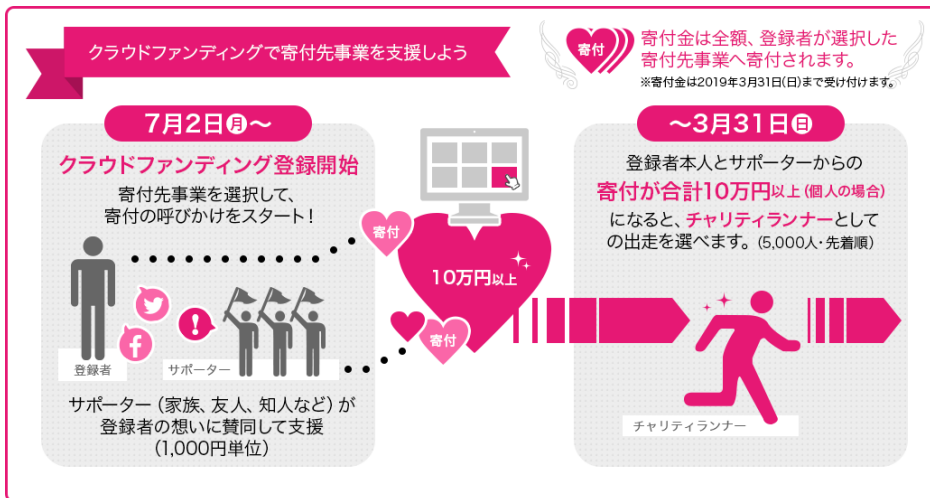 クラウドファンディングで寄付先事業を支援しよう
寄付
寄付金は全額、登録者が選択した
寄付先事業へ寄付されます。
※寄付金は2019年3月31日(日)まで受け付けます。
7月2日月～
クラウドファンディング登録開始
寄付先事業を選択して、
寄付の呼びかけをスタート！
寄付
10万円以上
寄付
!
f
登録者
サポーター
サポーター（家族、友人、知人など）が
登録者の想いに賛同して支援
（1,000円単位）
～3月31日日
登録者本人とサポーターからの
寄付が合計10万円以上（個人の場合）
になると、チャリティランナーとして
の出走を選べます。（5,000人・先着順）
チャリティランナー